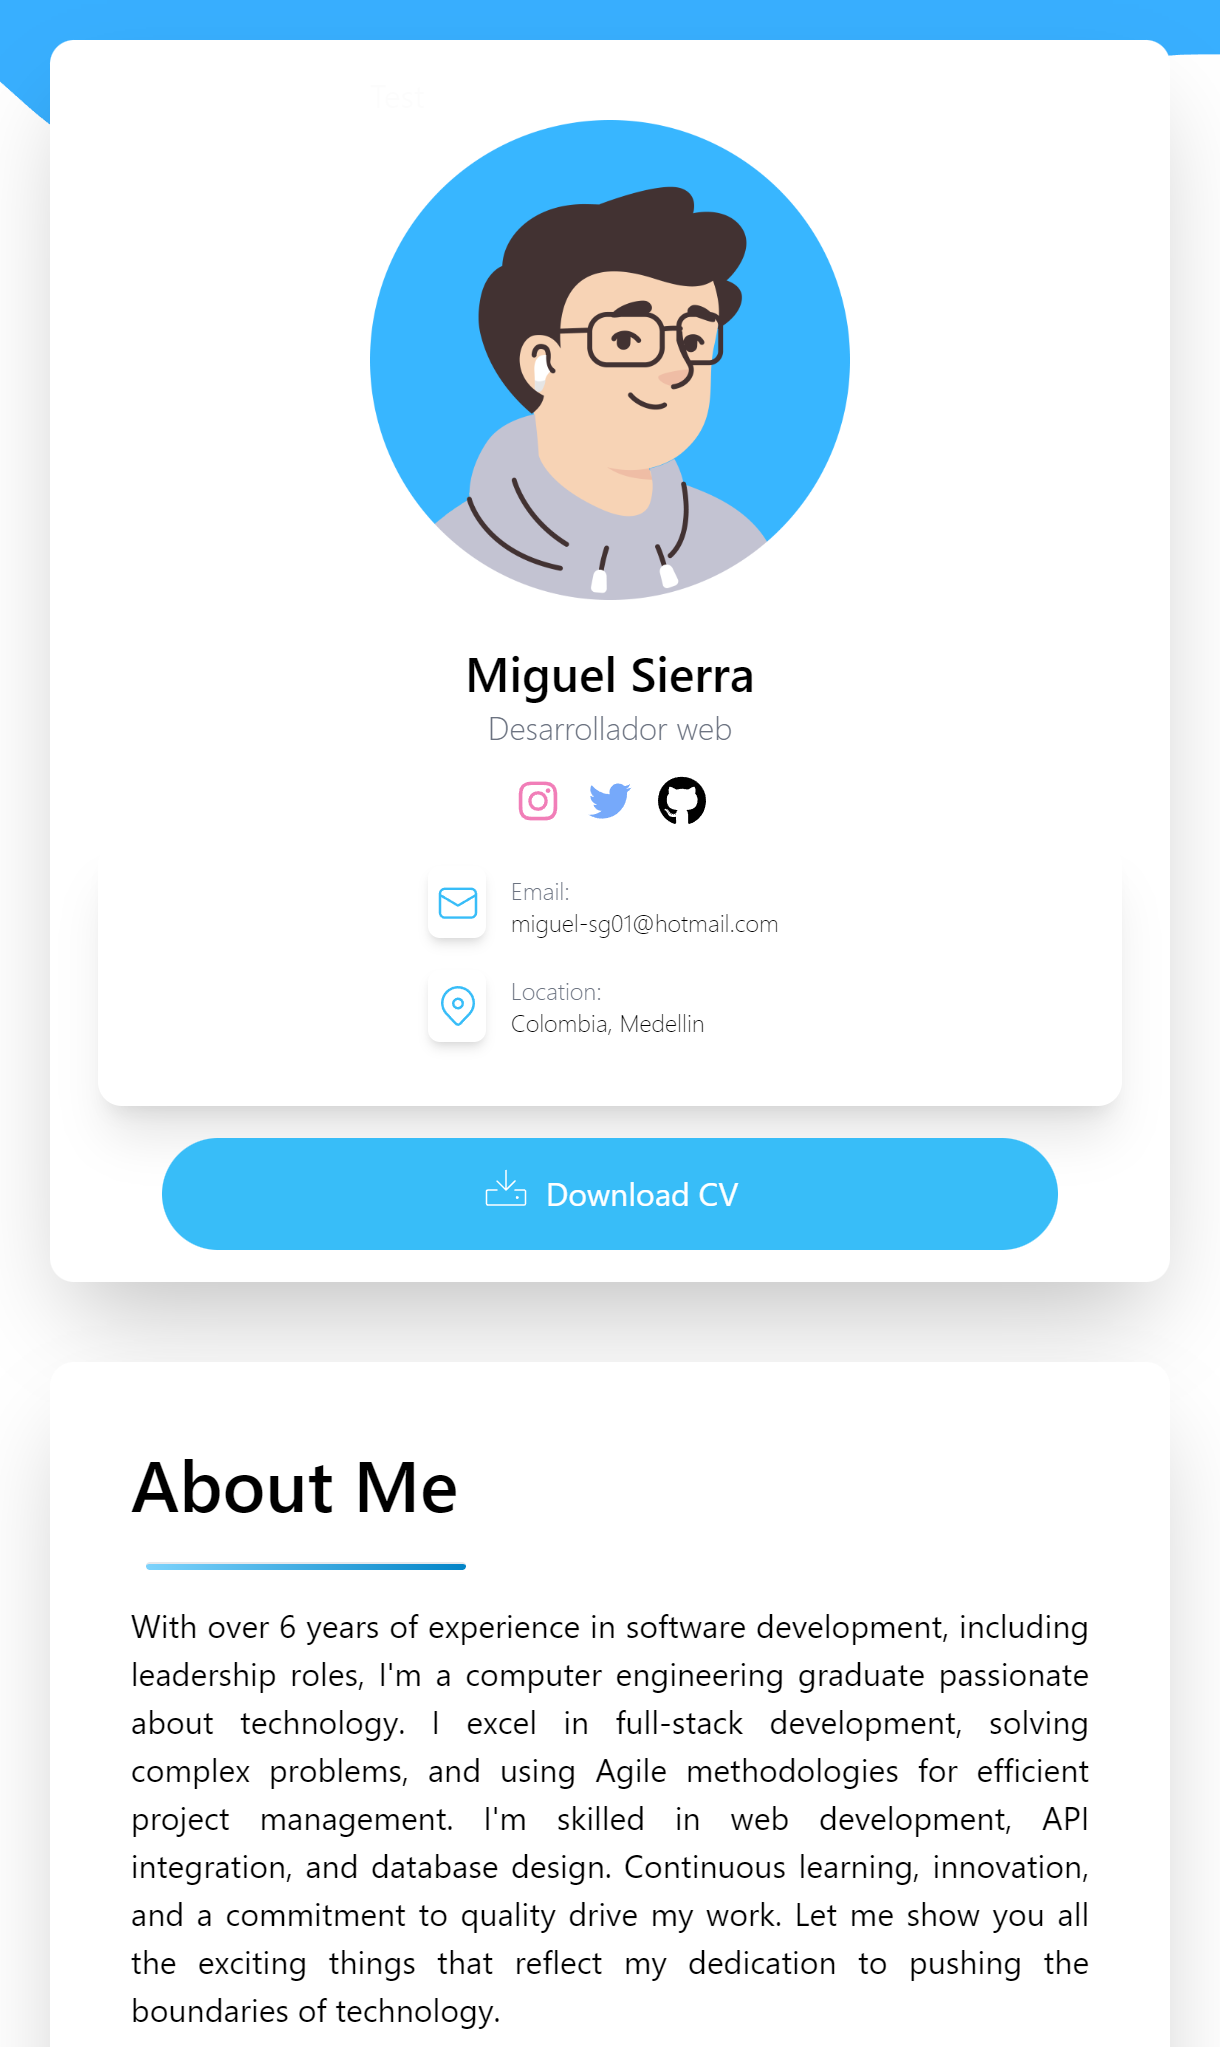 Test
Miguel Sierra
Desarrollador web
Email:
miguel-sg01@hotmail.com
Location:
Colombia, Medellin
Download CV
About Me
With over 6 years of experience in software development, including
leadership roles, I'm a computer engineering graduate passionate
about technology. I excel in full-stack development, solving
complex problems, and using Agile methodologies for efficient
project management. I'm skilled in web development, API
integration, and database design. Continuous learning, innovation,
and a commitment to quality drive my work. Let me show you all
the exciting things that reflect my dedication to pushing the
boundaries of technology.